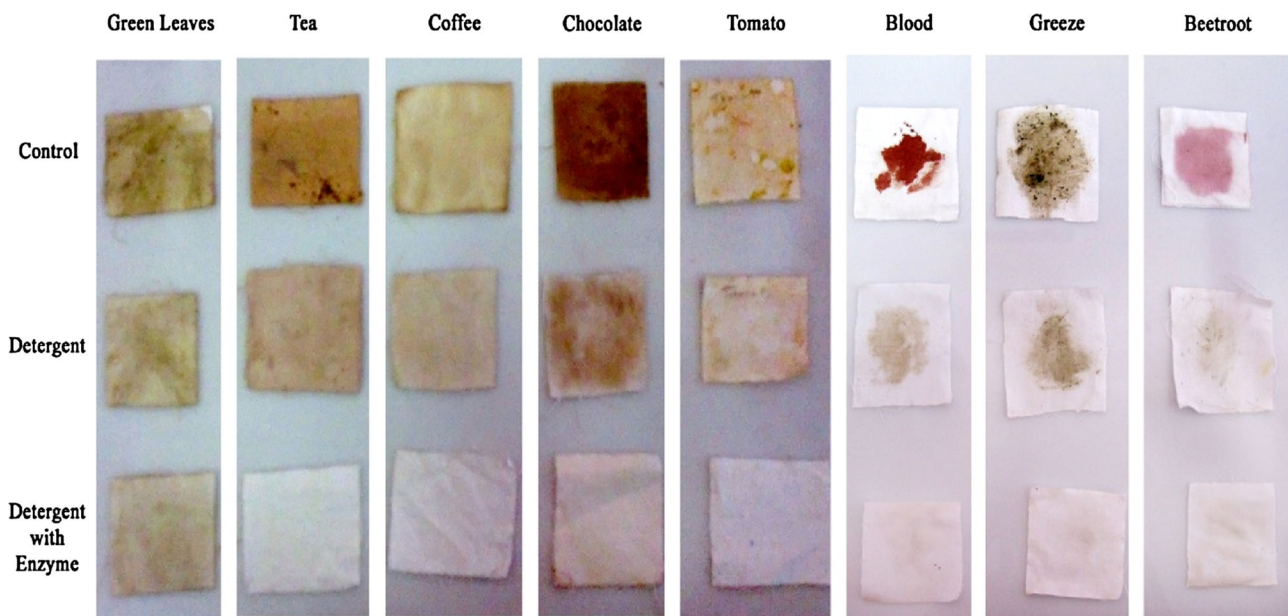 Green Leaves Tea Coffee Chocolate Tomato Blood Greeze Beetroot
Control
Detergent
Detergent
with
Enzyme